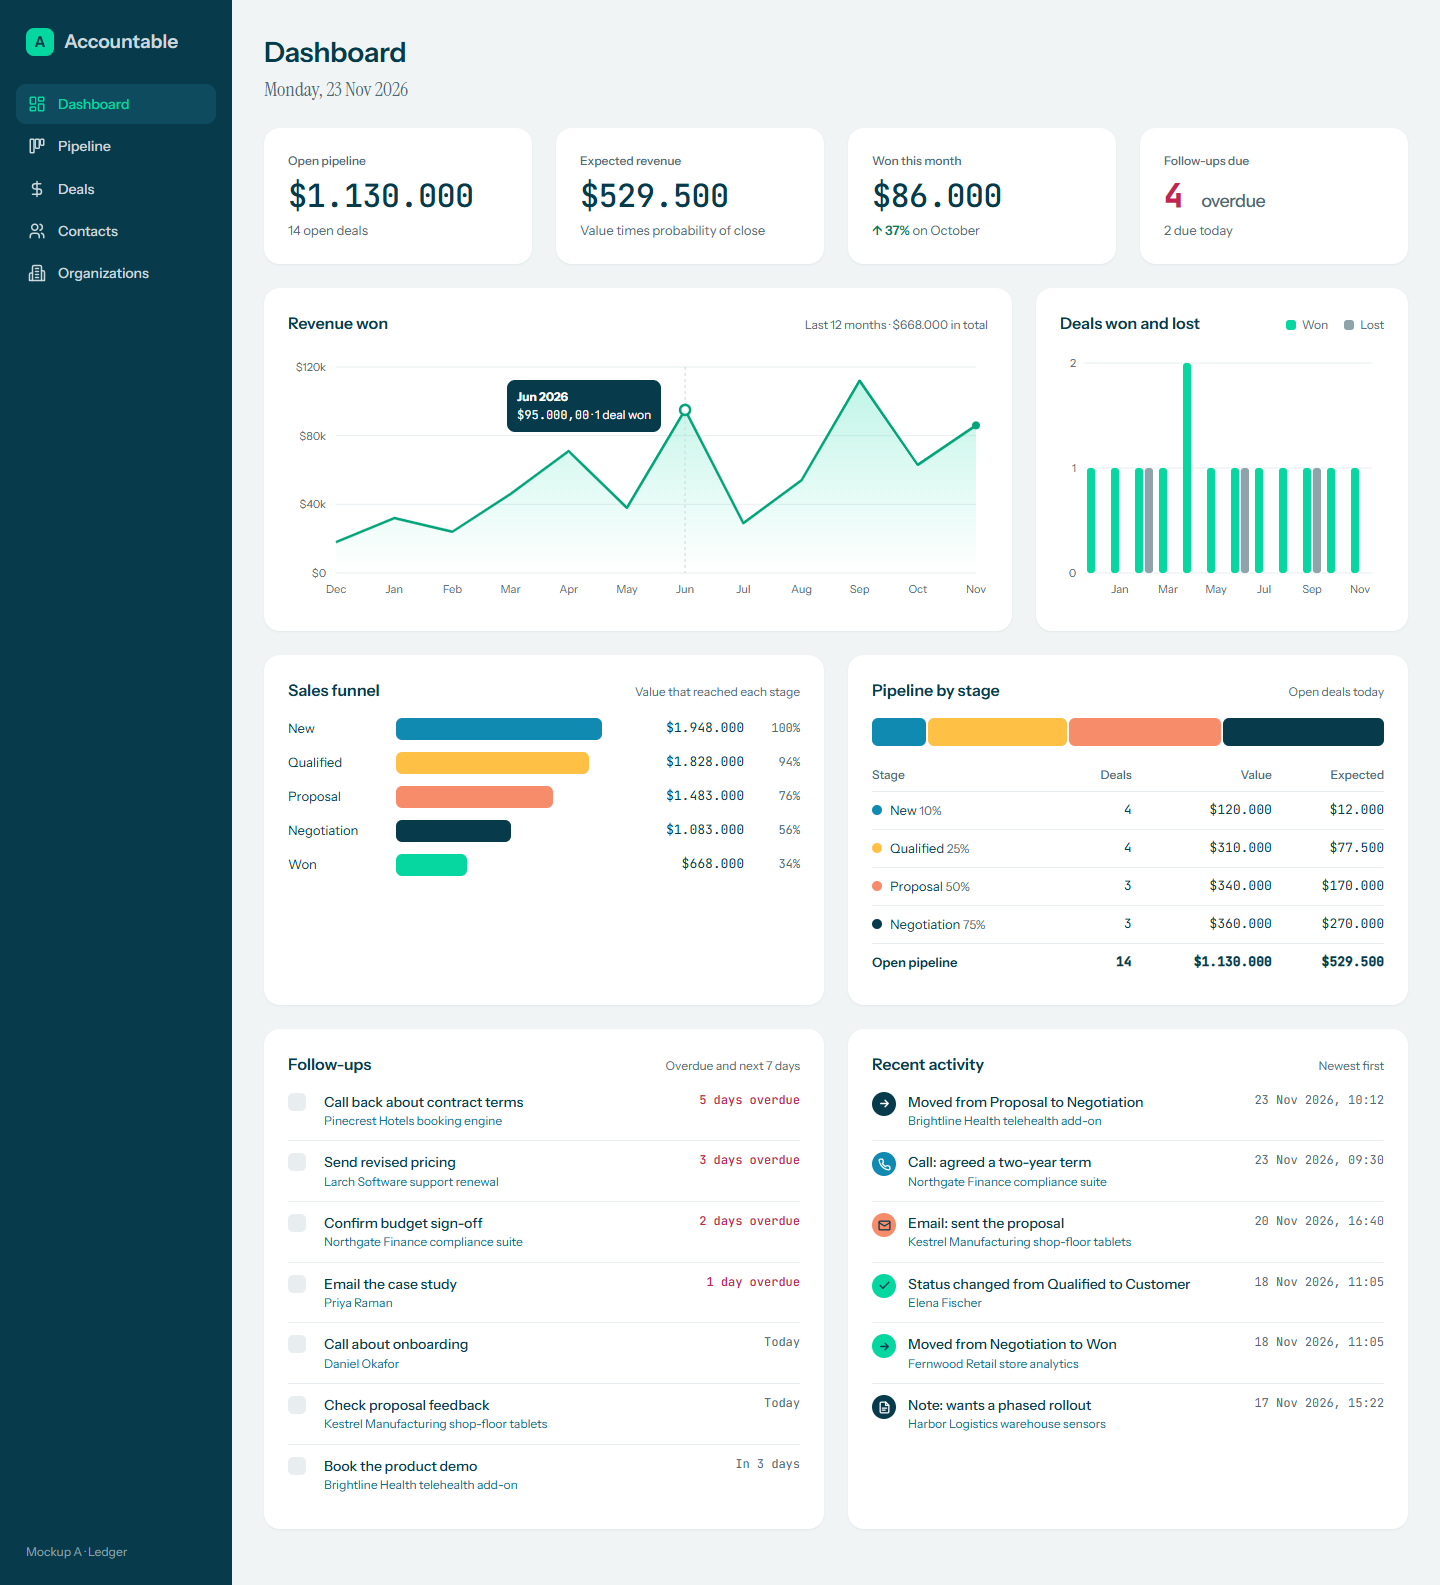 A Accountable
Dashboard
Pipeline
Deals
Contacts
Organizations
Mockup A · Ledger
Dashboard
Monday, 23 Nov 2026
Open pipeline
$1.130.000
14 open deals
Expected revenue
$529.500
Value times probability of close
Won this month
$86.000
↑ 37% on October
Follow-ups due
4 overdue
2 due today
Revenue won
Last 12 months · $668.000 in total
$120k
$80k
$40k
$0
Jun 2026
$95.000,00 · 1 deal won
Dec Jan Feb Mar Apr May Jun Jul Aug Sep Oct Nov
Deals won and lost
Won Lost
2
1
0
Jan Mar May Jul Sep Nov
Sales funnel
Value that reached each stage
New $1.948.000 100%
Qualified $1.828.000 94%
Proposal $1.483.000 76%
Negotiation $1.083.000 56%
Won $668.000 34%
Pipeline by stage
Open deals today
Stage Deals Value Expected
New 10% 4 $120.000 $12.000
Qualified 25% 4 $310.000 $77.500
Proposal 50% 3 $340.000 $170.000
Negotiation 75% 3 $360.000 $270.000
Open pipeline 14 $1.130.000 $529.500
Follow-ups
Overdue and next 7 days
Call back about contract terms 5 days overdue
Pinecrest Hotels booking engine
Send revised pricing 3 days overdue
Larch Software support renewal
Confirm budget sign-off 2 days overdue
Northgate Finance compliance suite
Email the case study 1 day overdue
Priya Raman
Call about onboarding Today
Daniel Okafor
Check proposal feedback Today
Kestrel Manufacturing shop-floor tablets
Book the product demo In 3 days
Brightline Health telehealth add-on
Recent activity
Newest first
Moved from Proposal to Negotiation 23 Nov 2026, 10:12
Brightline Health telehealth add-on
Call: agreed a two-year term 23 Nov 2026, 09:30
Northgate Finance compliance suite
Email: sent the proposal 20 Nov 2026, 16:40
Kestrel Manufacturing shop-floor tablets
Status changed from Qualified to Customer 18 Nov 2026, 11:05
Elena Fischer
Moved from Negotiation to Won 18 Nov 2026, 11:05
Fernwood Retail store analytics
Note: wants a phased rollout 17 Nov 2026, 15:22
Harbor Logistics warehouse sensors